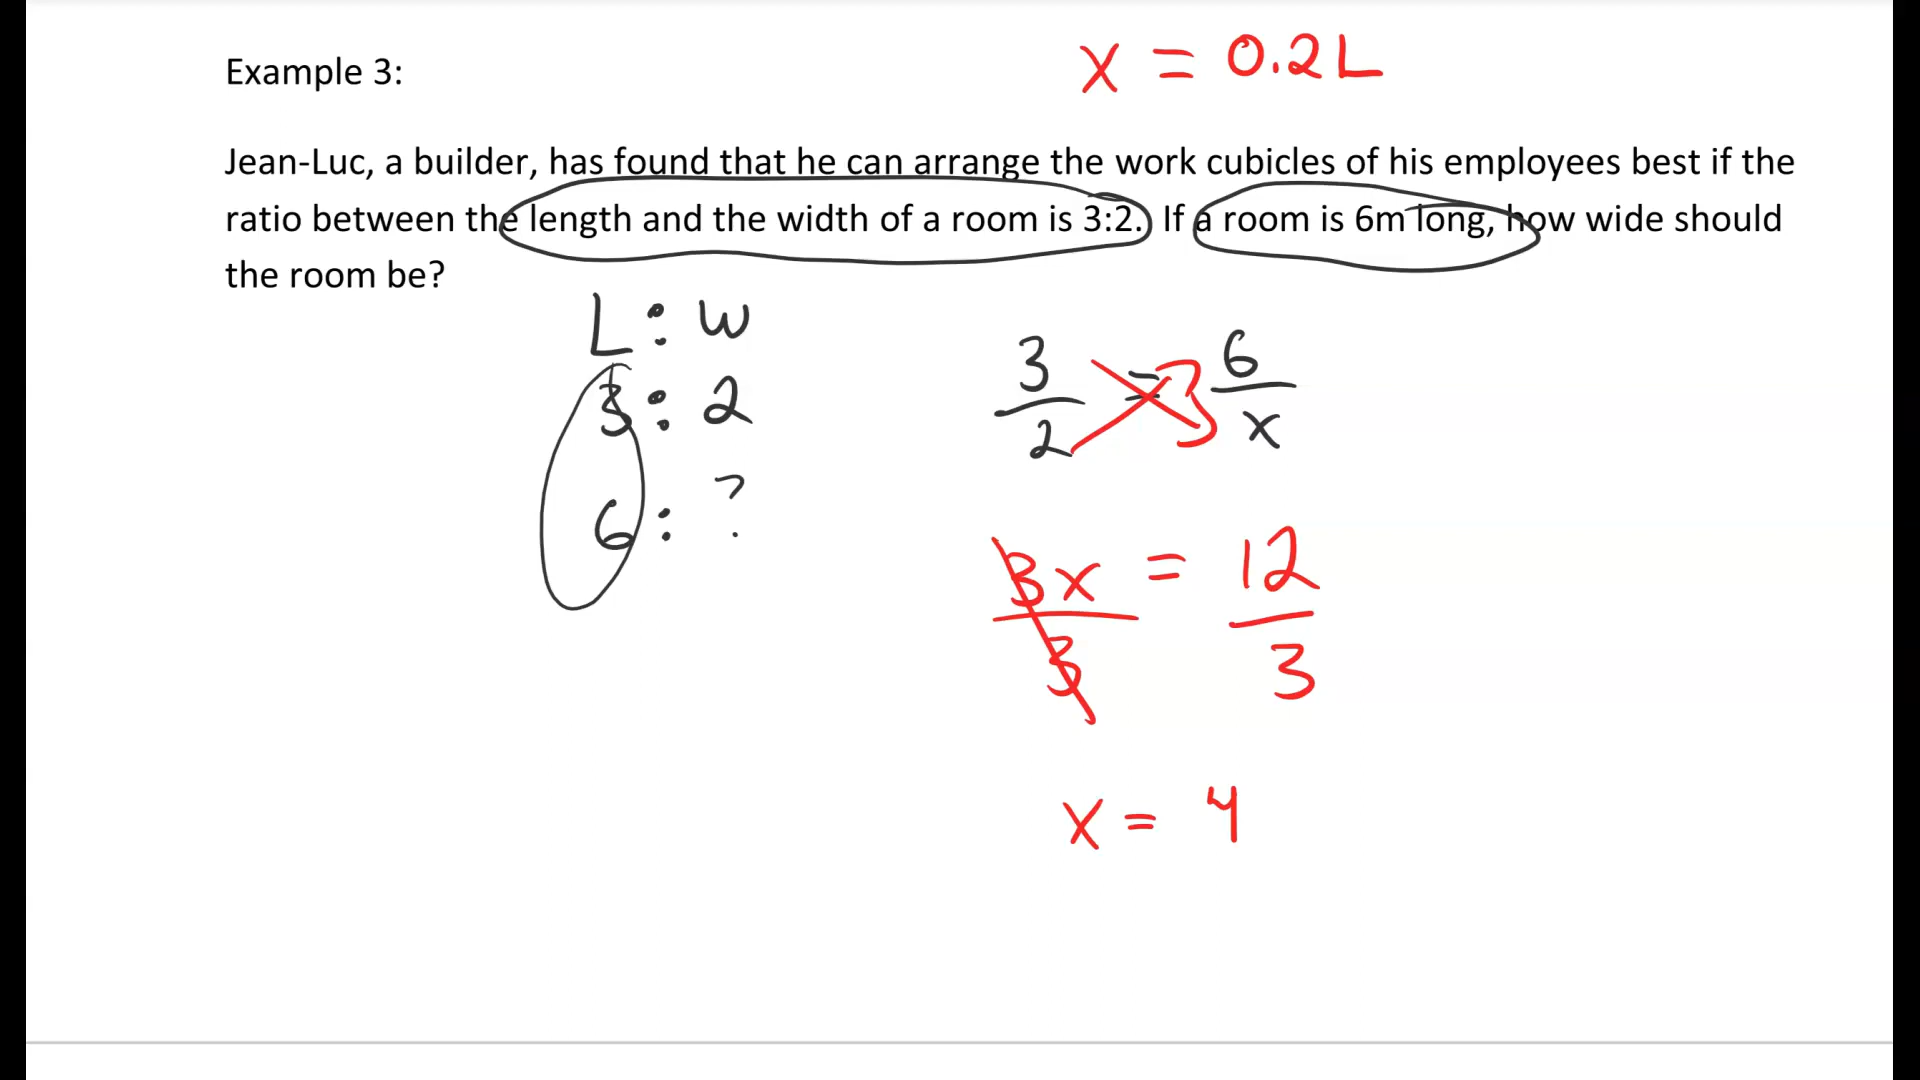 x = 0.2L
Example 3:
Jean-Luc, a builder, has found that he can arrange the work cubicles of his employees best if the
ratio between the length and the width of a room is 3:2. If a room is 6m long, how wide should
the room be?
L : W
3 : 2
6 : ?
3/2 = 6/x
3x/3 = 12/3
x = 4